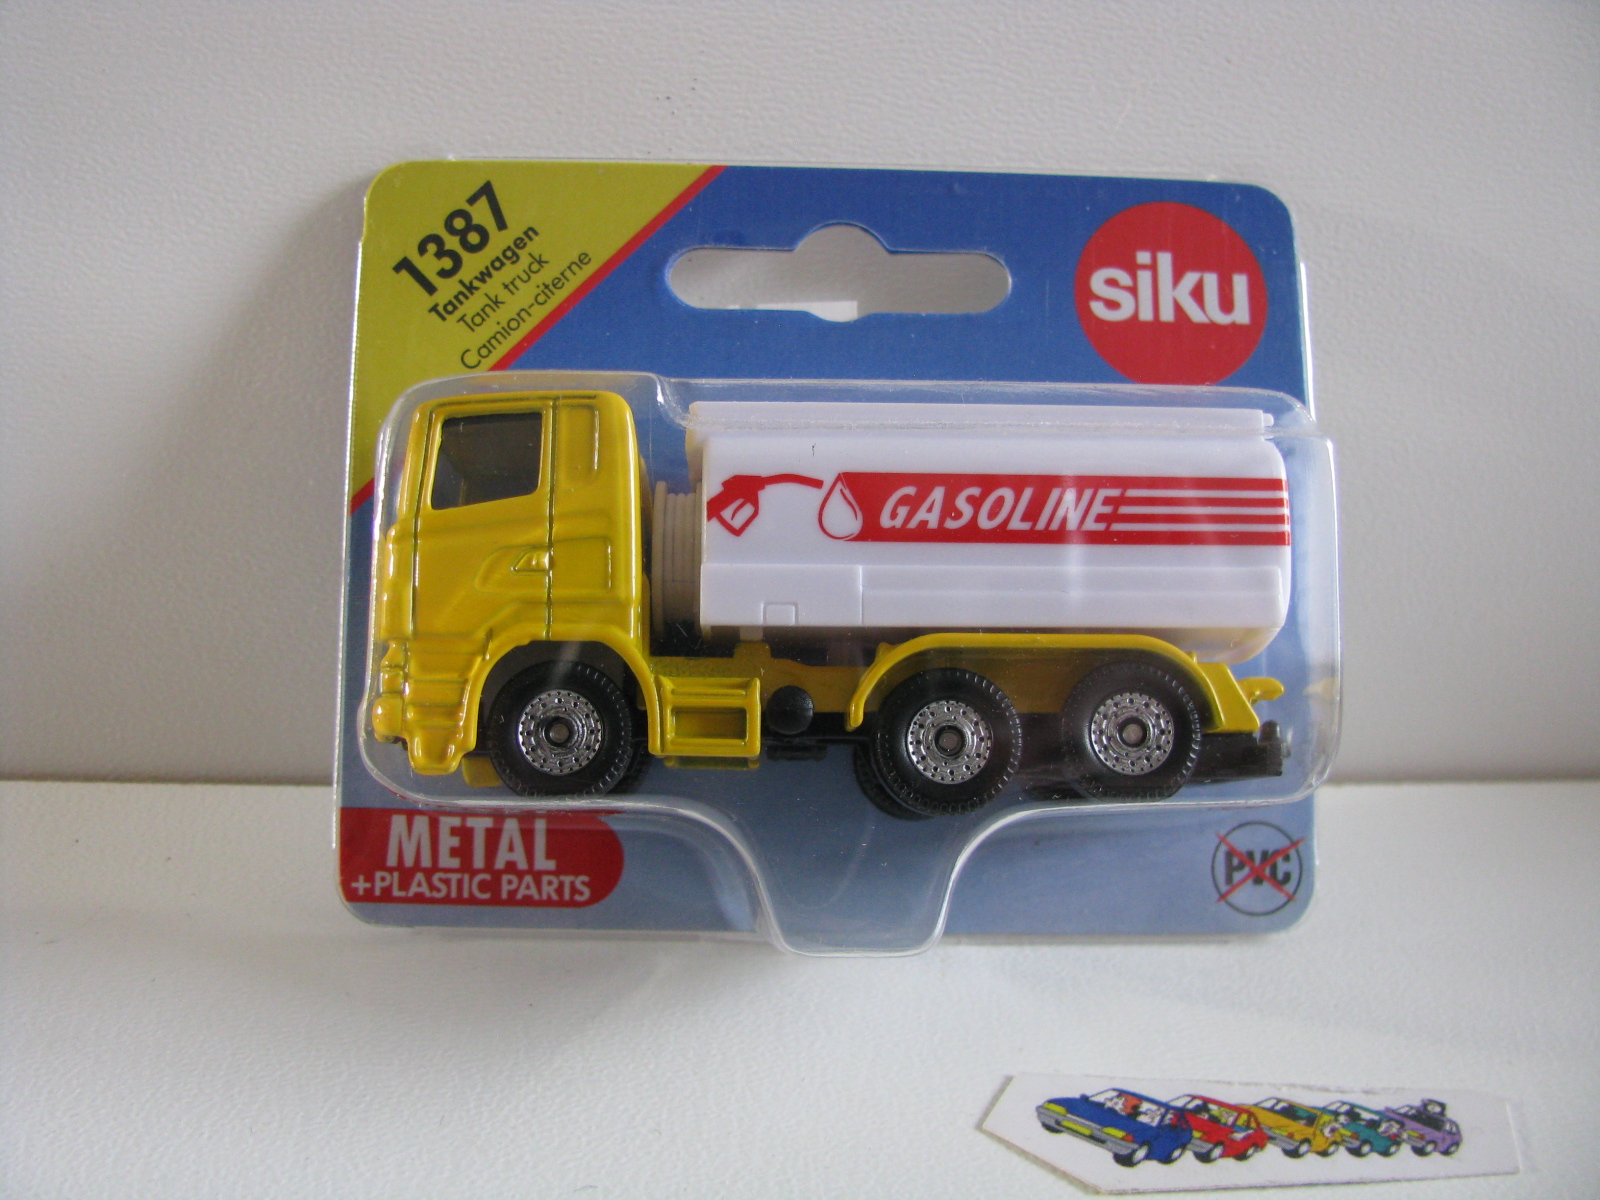 1387
Tankwagen
Tank truck
Camion-citerne
siku
GASOLINE
METAL
+PLASTIC PARTS
PVC